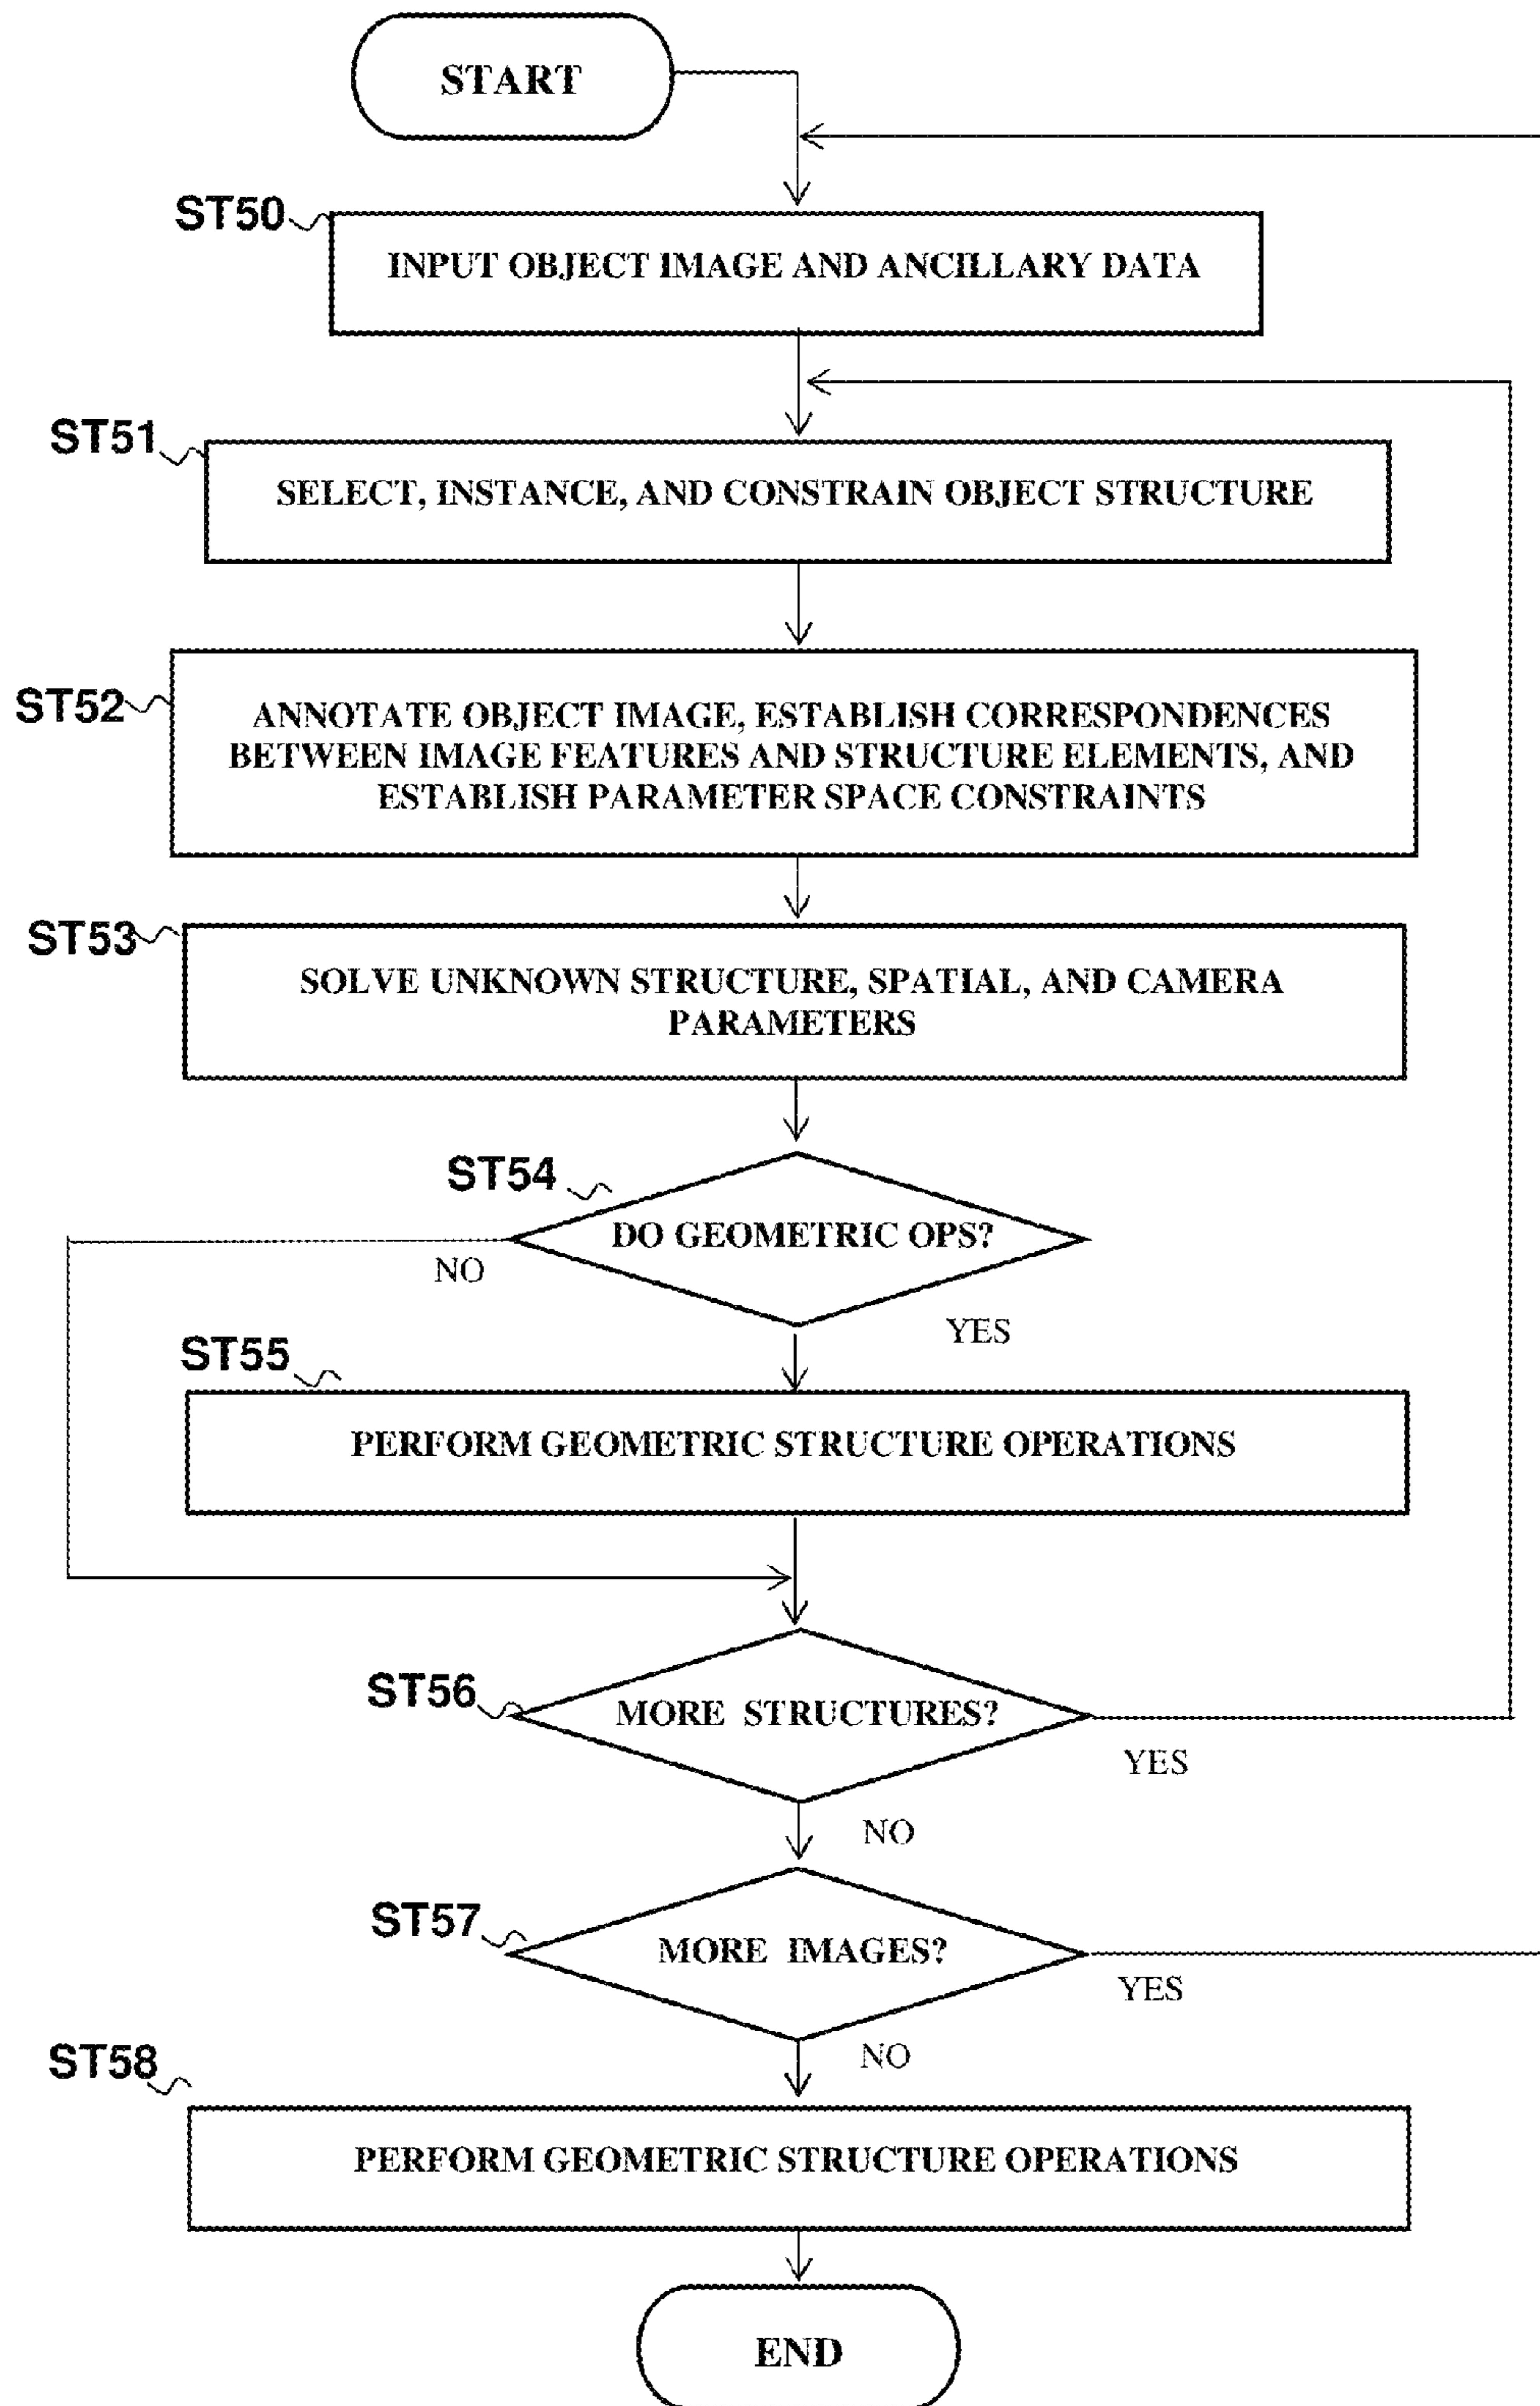 START
ST50
INPUT OBJECT IMAGE AND ANCILLARY DATA
ST51
SELECT, INSTANCE, AND CONSTRAIN OBJECT STRUCTURE
ST52
ANNOTATE OBJECT IMAGE, ESTABLISH CORRESPONDENCES
BETWEEN IMAGE FEATURES AND STRUCTURE ELEMENTS, AND
ESTABLISH PARAMETER SPACE CONSTRAINTS
ST53
SOLVE UNKNOWN STRUCTURE, SPATIAL, AND CAMERA
PARAMETERS
ST54
DO GEOMETRIC OPS?
NO
YES
ST55
PERFORM GEOMETRIC STRUCTURE OPERATIONS
ST56
MORE STRUCTURES?
YES
NO
ST57
MORE IMAGES?
YES
NO
ST58
PERFORM GEOMETRIC STRUCTURE OPERATIONS
END